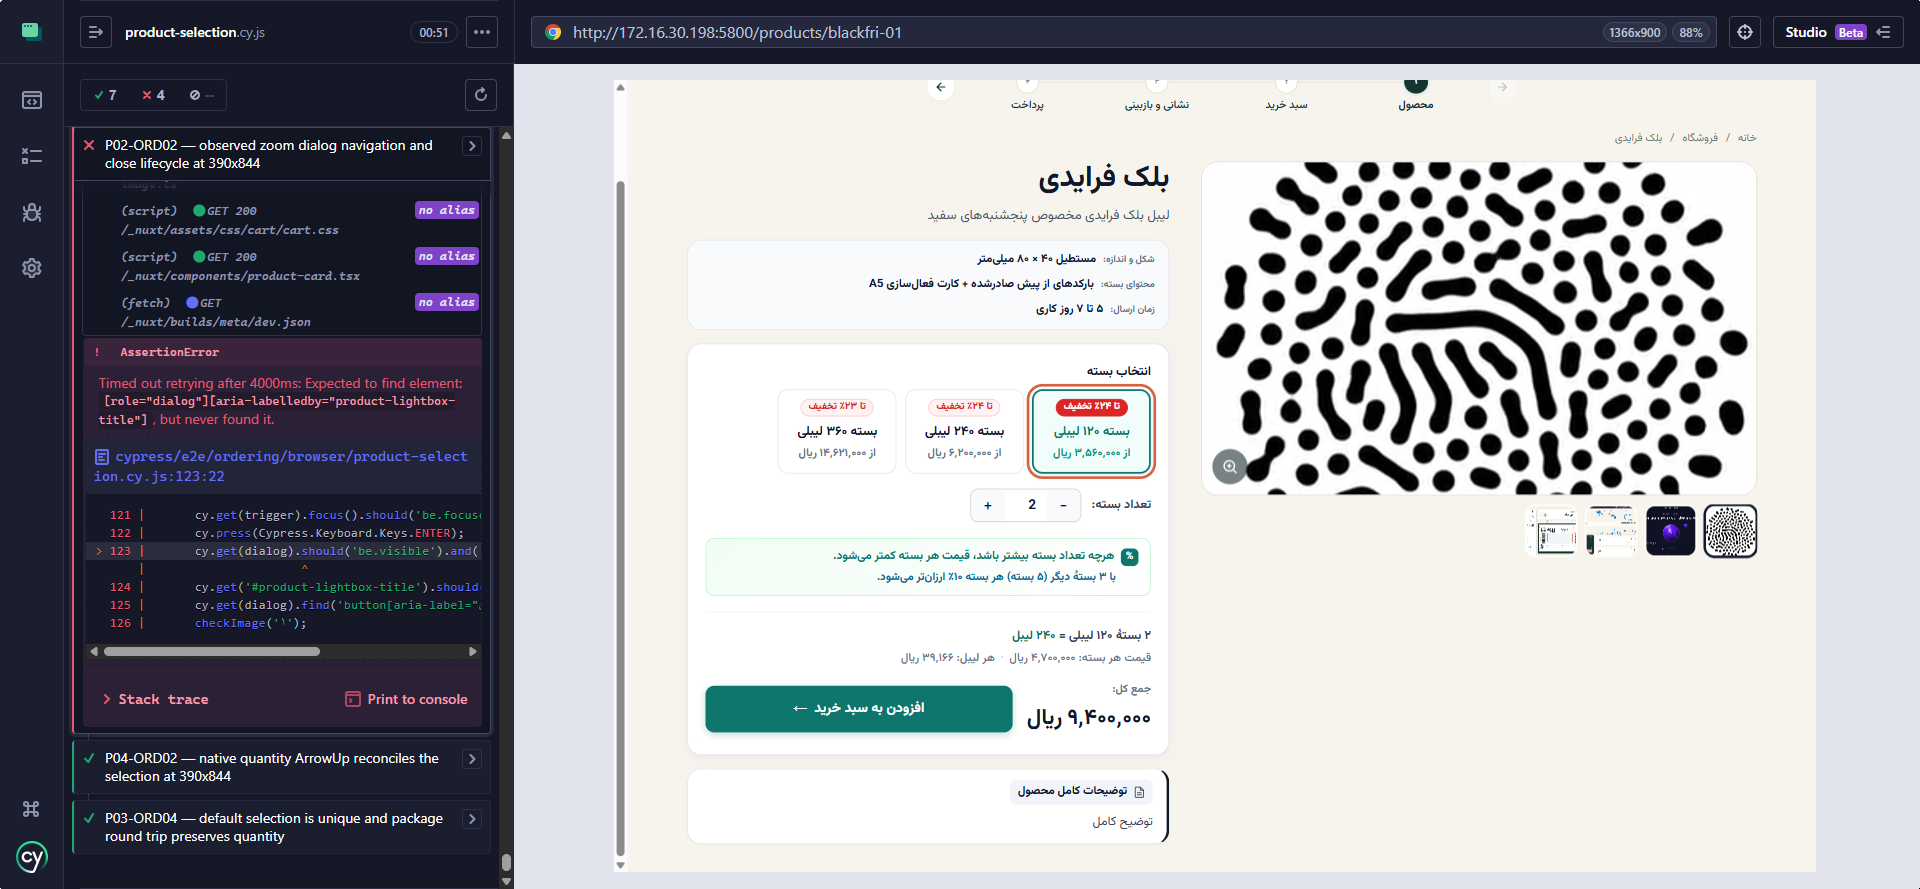 product-selection.cy.js
00:51
7
4
--
P02-ORD02 — observed zoom dialog navigation and
close lifecycle at 390x844
(script) GET 200
no alias
/_nuxt/assets/css/cart/cart.css
(script) GET 200
no alias
/_nuxt/components/product-card.tsx
(fetch) GET
no alias
/_nuxt/builds/meta/dev.json
! AssertionError
Timed out retrying after 4000ms: Expected to find element:
[role="dialog"][aria-labelledby="product-lightbox-
title"] , but never found it.
cypress/e2e/ordering/browser/product-select
ion.cy.js:123:22
121 | cy.get(trigger).focus().should('be.focuse
122 | cy.press(Cypress.Keyboard.Keys.ENTER);
> 123 | cy.get(dialog).should('be.visible').and(
| ^
124 | cy.get('#product-lightbox-title').should
125 | cy.get(dialog).find('button[aria-label="
126 | checkImage('۱');
Stack trace
Print to console
P04-ORD02 — native quantity ArrowUp reconciles the
selection at 390x844
P03-ORD04 — default selection is unique and package
round trip preserves quantity
cy
http://172.16.30.198:5800/products/blackfri-01
1366x900
88%
Studio Beta
محصول
سبد خرید
نشانی و بازبینی
پرداخت
خانه / فروشگاه / بلک فرایدی
بلک فرایدی
لیبل بلک فرایدی مخصوص پنجشنبه‌های سفید
شکل و اندازه: مستطیل ۴۰ × ۸۰ میلی‌متر
محتوای بسته: بارکدهای از پیش صادرشده + کارت فعال‌سازی A5
زمان ارسال: ۵ تا ۷ روز کاری
انتخاب بسته
تا ۲۴٪ تخفیف
بسته ۱۲۰ لیبلی
از ۳,۵۶۰,۰۰۰ ریال
تا ۲۴٪ تخفیف
بسته ۲۴۰ لیبلی
از ۶,۲۰۰,۰۰۰ ریال
تا ۲۳٪ تخفیف
بسته ۳۶۰ لیبلی
از ۱۴,۶۲۱,۰۰۰ ریال
تعداد بسته:
− 2 +
% هرچه تعداد بسته بیشتر باشد، قیمت هر بسته کمتر می‌شود.
با ۳ بستهٔ دیگر (۵ بسته) هر بسته ۱۰٪ ارزان‌تر می‌شود.
۲ بستهٔ ۱۲۰ لیبلی = ۲۴۰ لیبل
قیمت هر بسته: ۴,۷۰۰,۰۰۰ ریال · هر لیبل: ۳۹,۱۶۶ ریال
جمع کل:
۹,۴۰۰,۰۰۰ ریال
افزودن به سبد خرید ←
توضیحات کامل محصول
توضیح کامل